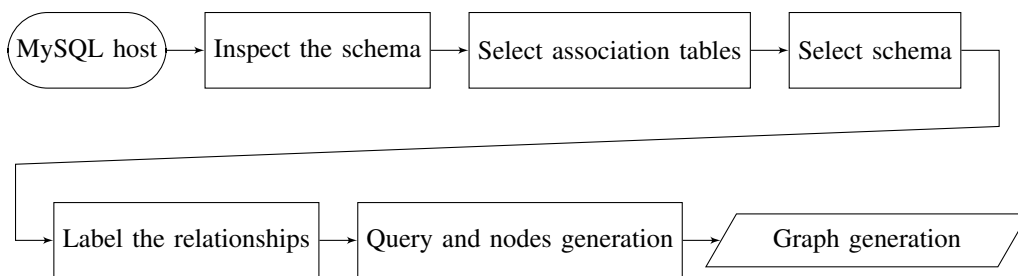 MySQL host
Inspect the schema
Select association tables
Select schema
Label the relationships
Query and nodes generation
Graph generation